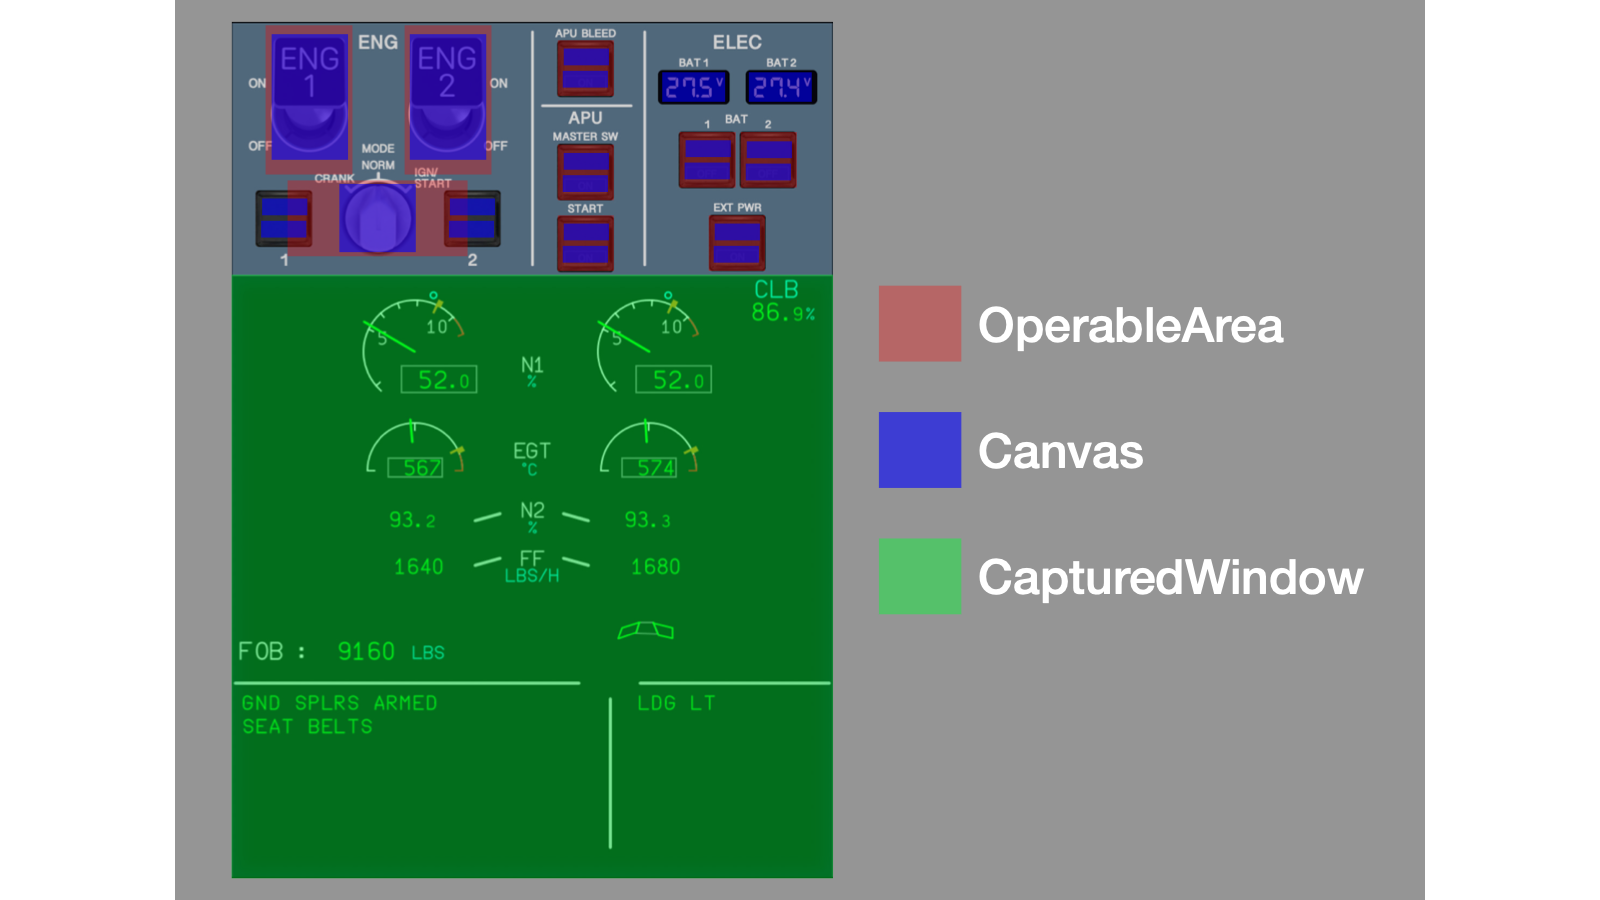 ENG
ENG
1
ENG
2
ON
OFF
ON
OFF
MODE
NORM
CRANK
IGN/
START
1
2
APU BLEED
APU
MASTER SW
START
ELEC
BAT 1
BAT 2
27.5 V
27.4 V
BAT
1
2
EXT PWR
CLB
86.9%
5
10
52.0
N1
%
5
10
52.0
567
EGT
°C
574
93.2
N2
%
93.3
1640
FF
LBS/H
1680
FOB : 9160 LBS
GND SPLRS ARMED
SEAT BELTS
LDG LT
OperableArea
Canvas
CapturedWindow